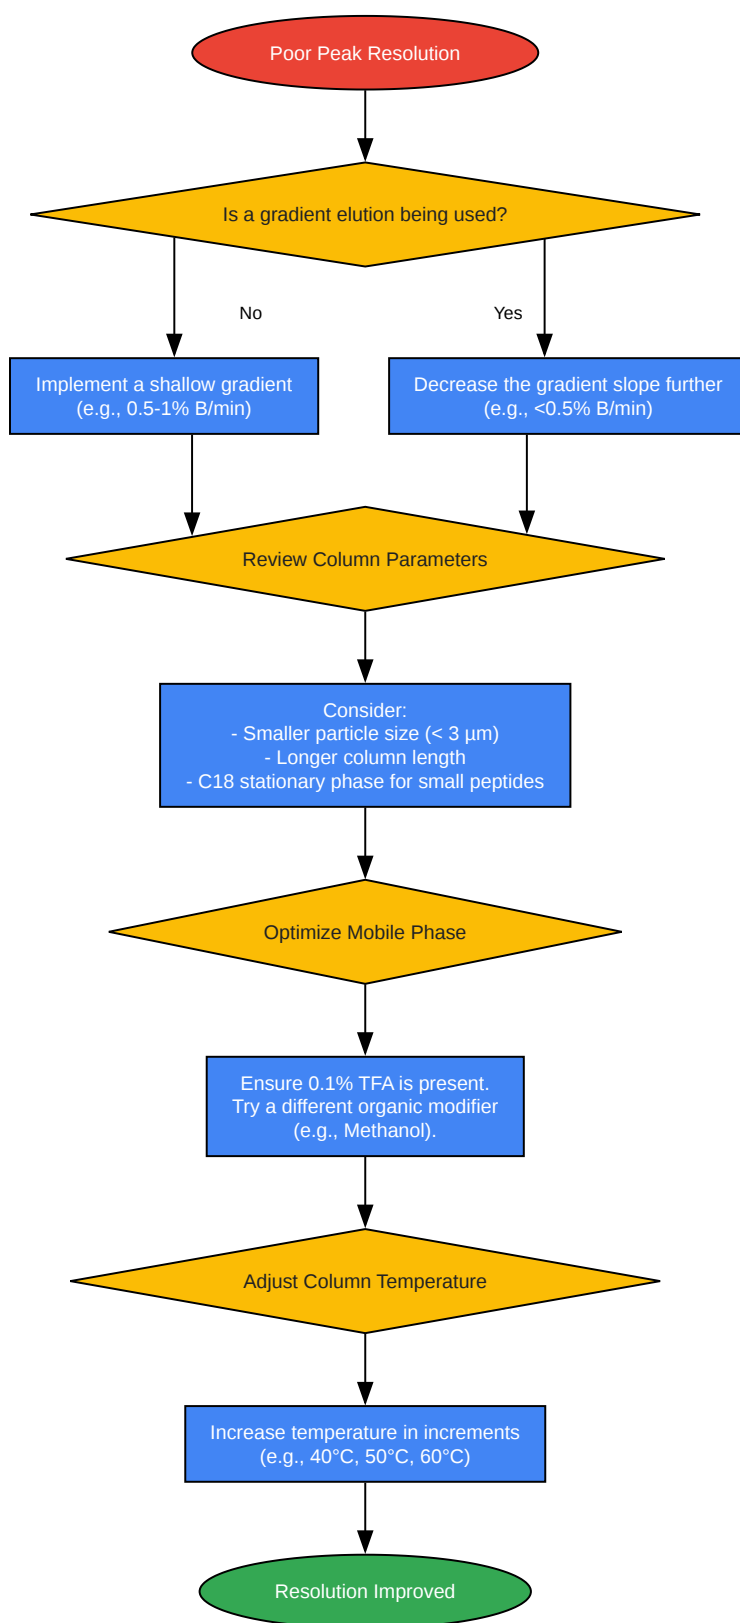 Poor Peak Resolution
Is a gradient elution being used?
No
Yes
Implement a shallow gradient
(e.g., 0.5-1% B/min)
Decrease the gradient slope further
(e.g., <0.5% B/min)
Review Column Parameters
Consider:
- Smaller particle size (< 3 µm)
- Longer column length
- C18 stationary phase for small peptides
Optimize Mobile Phase
Ensure 0.1% TFA is present.
Try a different organic modifier
(e.g., Methanol).
Adjust Column Temperature
Increase temperature in increments
(e.g., 40°C, 50°C, 60°C)
Resolution Improved